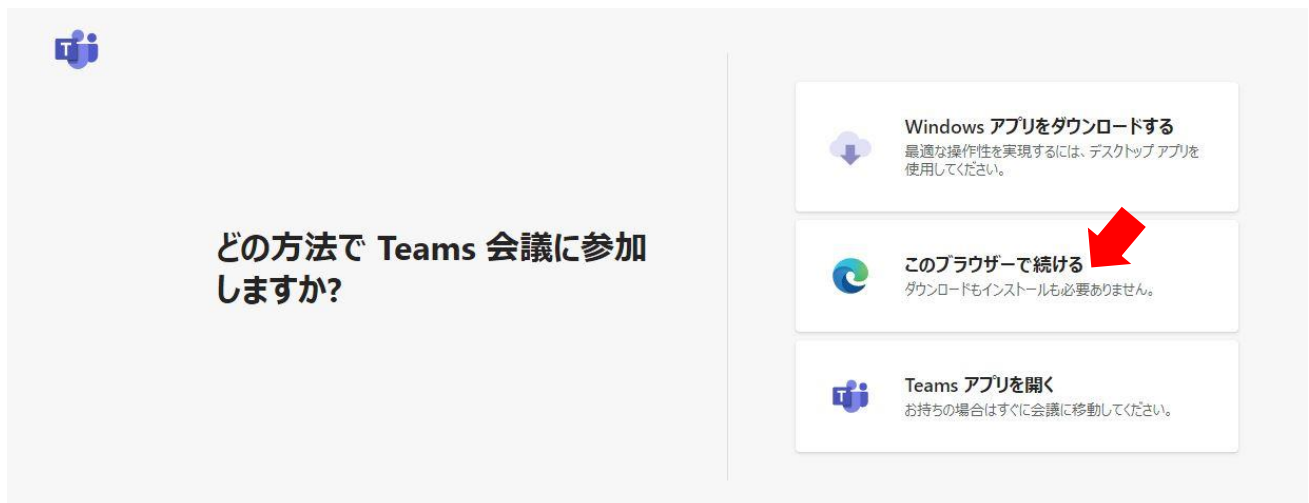 どの方法で Teams 会議に参加
しますか?
Windows アプリをダウンロードする
最適な操作性を実現するには、デスクトップ アプリを
使用してください。
このブラウザーで続ける
ダウンロードもインストールも必要ありません。
Teams アプリを開く
お持ちの場合はすぐに会議に移動してください。